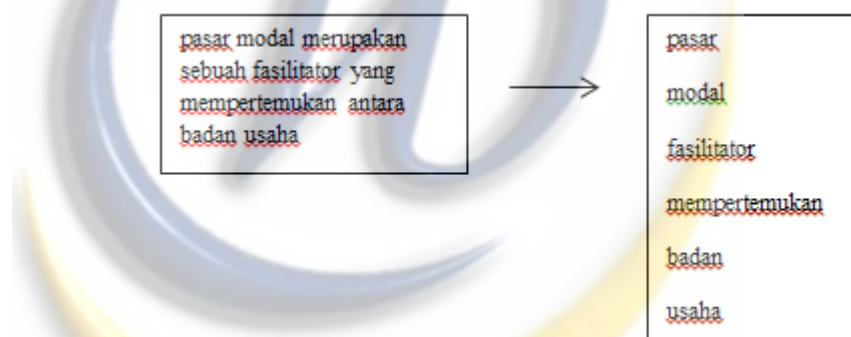 pasar modal merupakan
sebuah fasilitator yang
mempertemukan antara
badan usaha
pasar
modal
fasilitator
mempertemukan
badan
usaha